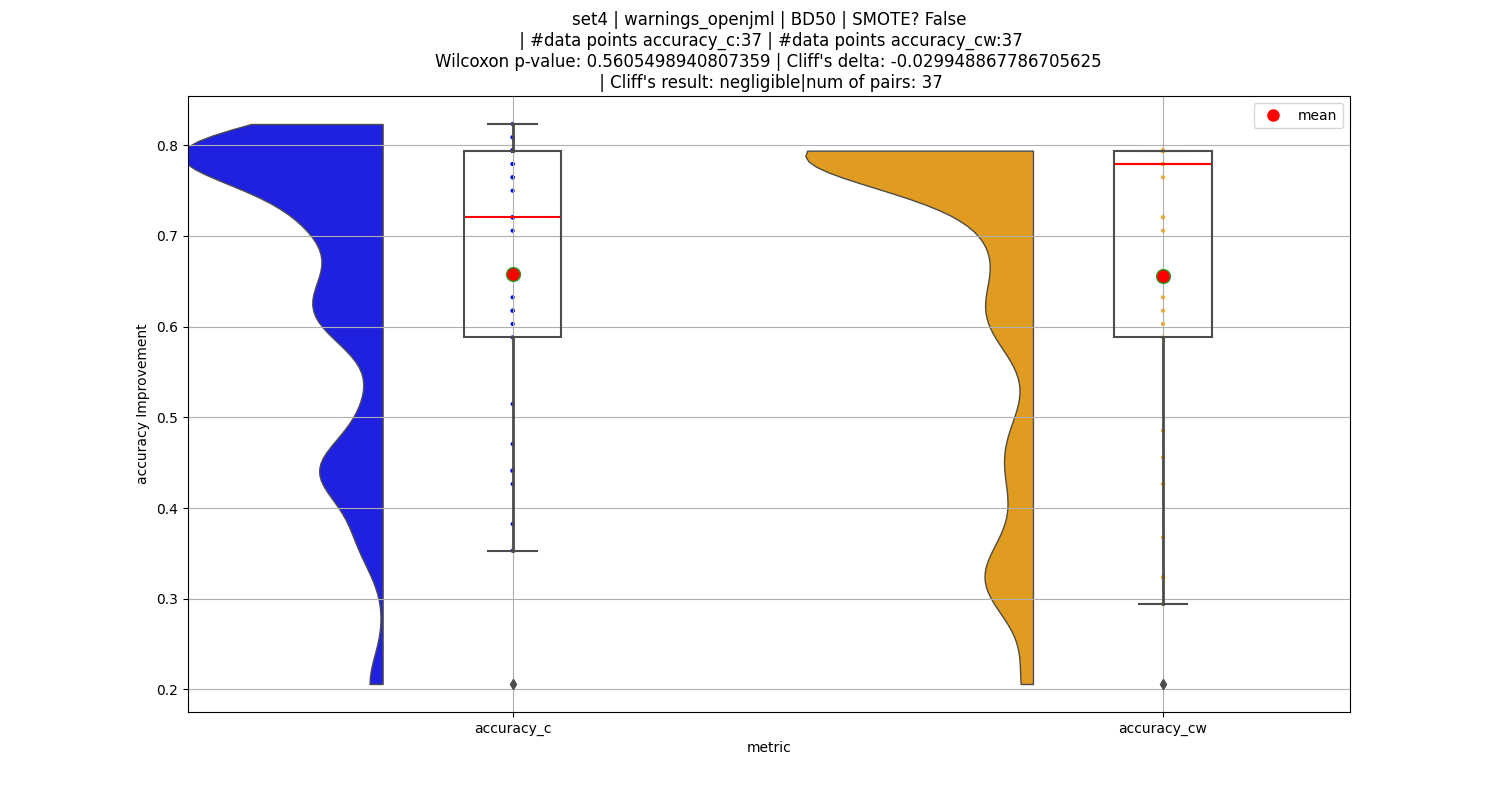 set4 | warnings_openjml | BD50 | SMOTE? False
| #data points accuracy_c:37 | #data points accuracy_cw:37
Wilcoxon p-value: 0.5605498940807359 | Cliff's delta: -0.029948867786705625
| Cliff's result: negligible|num of pairs: 37
mean
0.8
0.7
0.6
0.5
0.4
0.3
0.2
accuracy Improvement
accuracy_c
accuracy_cw
metric